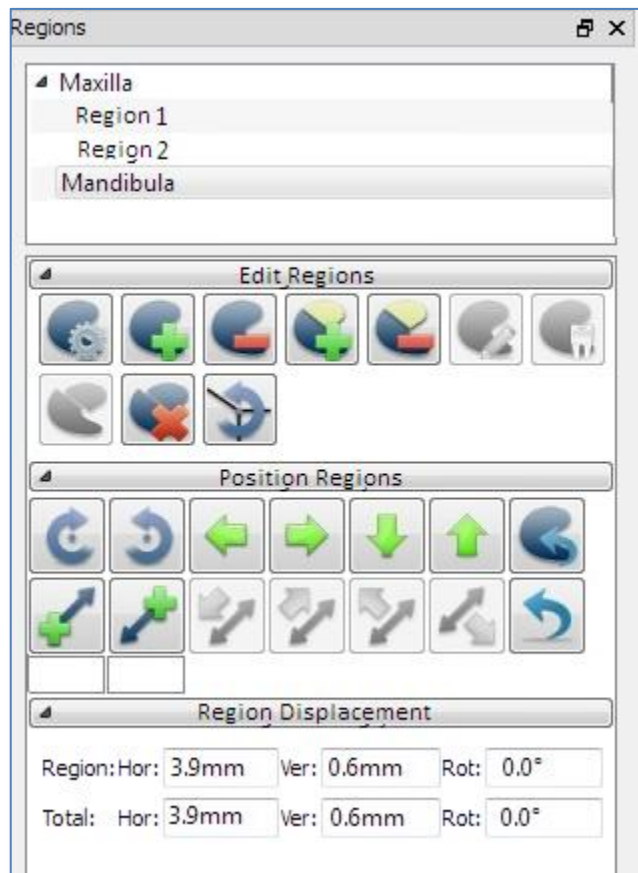 Regions
Maxilla
Region 1
Region 2
Mandibula
Edit Regions
Position Regions
Region Displacement
Region: Hor: 3.9mm Ver: 0.6mm Rot: 0.0°
Total: Hor: 3.9mm Ver: 0.6mm Rot: 0.0°